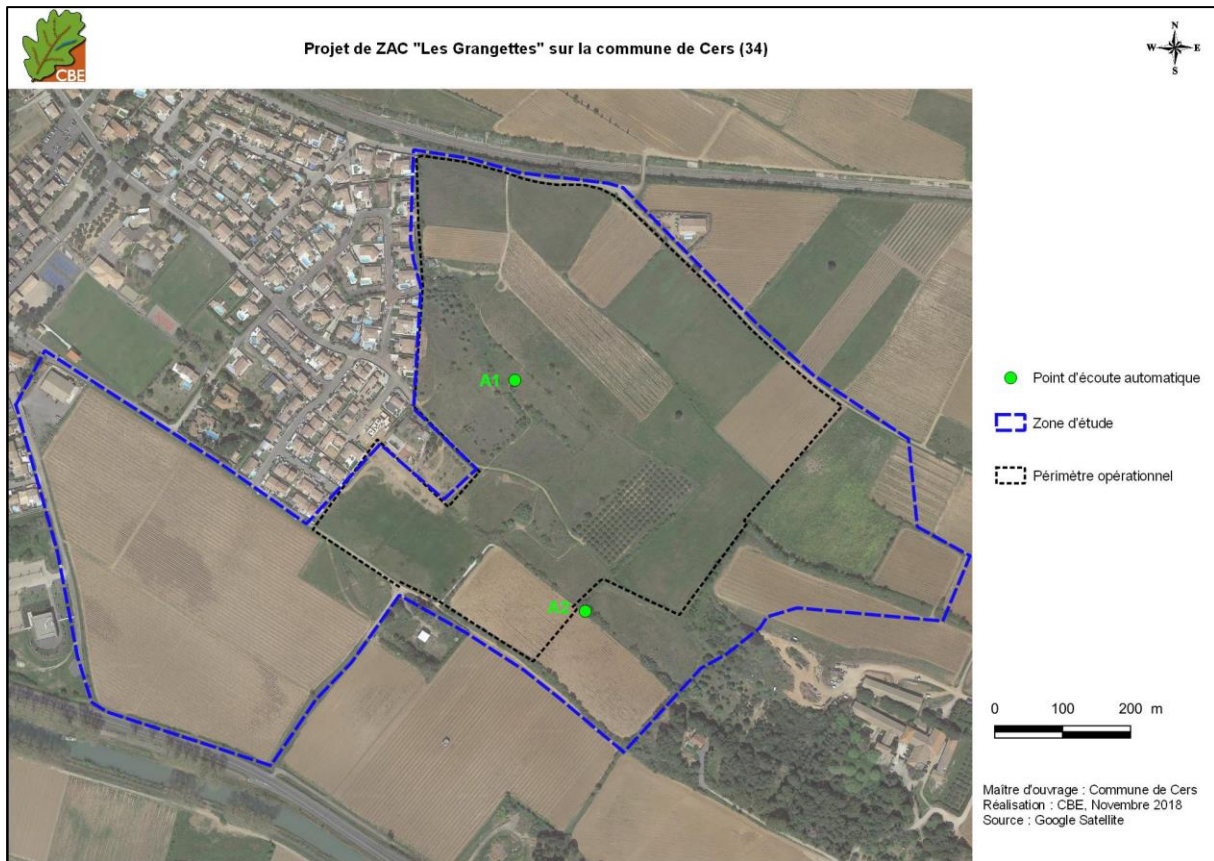 CBE
Projet de ZAC "Les Grangettes" sur la commune de Cers (34)
N
W E
S
A1
A2
Point d'écoute automatique
Zone d'étude
Périmètre opérationnel
0 100 200 m
Maître d'ouvrage : Commune de Cers
Réalisation : CBE, Novembre 2018
Source : Google Satellite